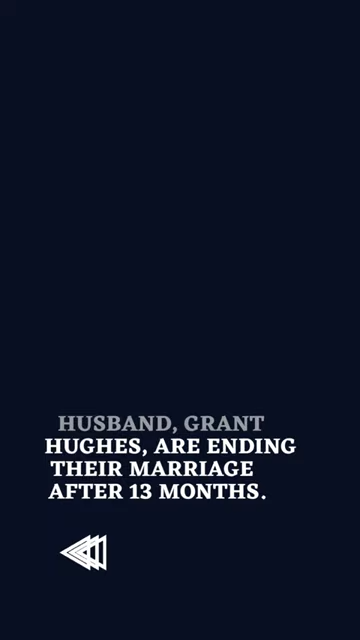 HUSBAND, GRANT
HUGHES, ARE ENDING
THEIR MARRIAGE
AFTER 13 MONTHS.